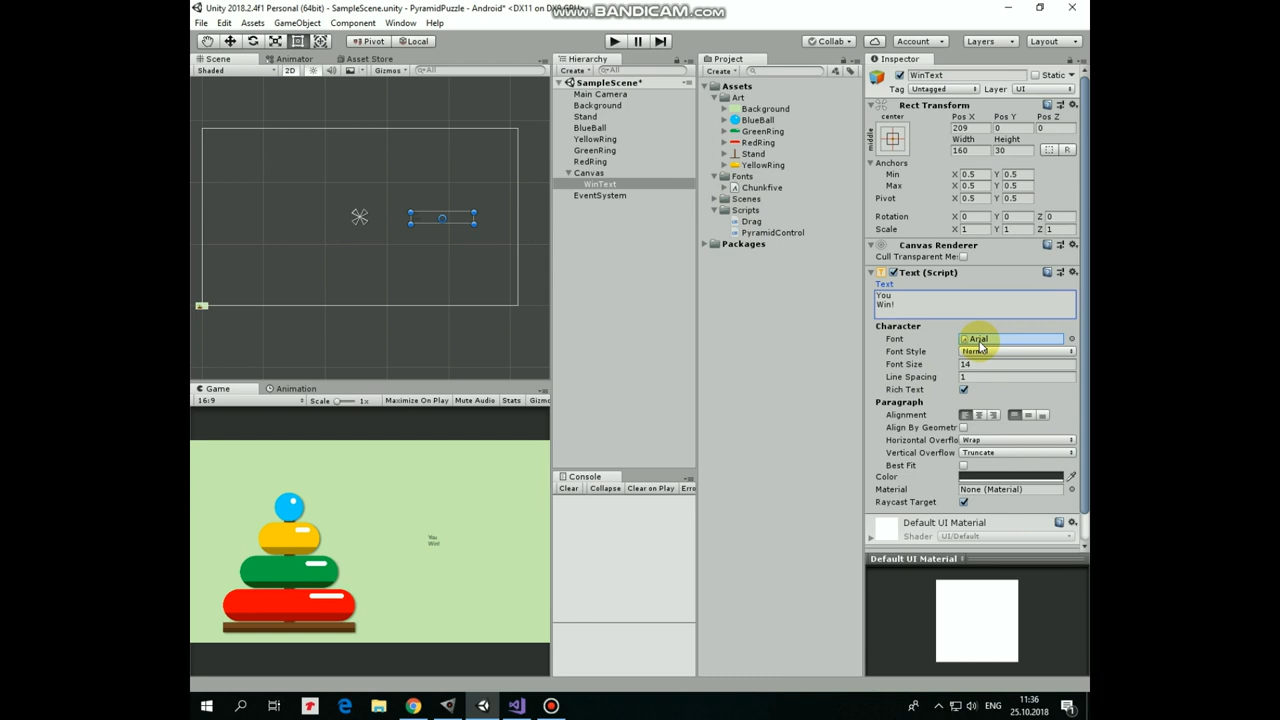 Unity 2018.2.4f1 Personal (64bit) - SampleScene.unity - PyramidPuzzle - Android* <DX11 on DX9 GPU>
www.BANDICAM.com
File Edit Assets GameObject Component Window Help
Pivot Local Collab Account Layers Layout
Scene Animator Asset Store
Shaded 2D Gizmos All
Hierarchy
Create All
SampleScene*
Main Camera
Background
Stand
BlueBall
YellowRing
GreenRing
RedRing
Canvas
WinText
EventSystem
Project
Create
Assets
Art
Background
BlueBall
GreenRing
RedRing
Stand
YellowRing
Fonts
Chunkfive
Scenes
Scripts
Drag
PyramidControl
Packages
Inspector
WinText Static
Tag Untagged Layer UI
Rect Transform
center Pos X Pos Y Pos Z
middle 209 0 0
Width Height
160 30 R
Anchors
Min X 0.5 Y 0.5
Max X 0.5 Y 0.5
Pivot X 0.5 Y 0.5
Rotation X 0 Y 0 Z 0
Scale X 1 Y 1 Z 1
Canvas Renderer
Cull Transparent Mes
Text (Script)
Text
You
Win!
Character
Font Arial
Font Style Normal
Font Size 14
Line Spacing 1
Rich Text
Paragraph
Alignment
Align By Geometr
Horizontal Overflo Wrap
Vertical Overflow Truncate
Best Fit
Color
Material None (Material)
Raycast Target
Default UI Material
Shader UI/Default
Default UI Material
Game Animation
16:9 Scale 1x Maximize On Play Mute Audio Stats Gizmo
You
Win!
Console
Clear Collapse Clear on Play Erro
ENG 11:36
25.10.2018 1